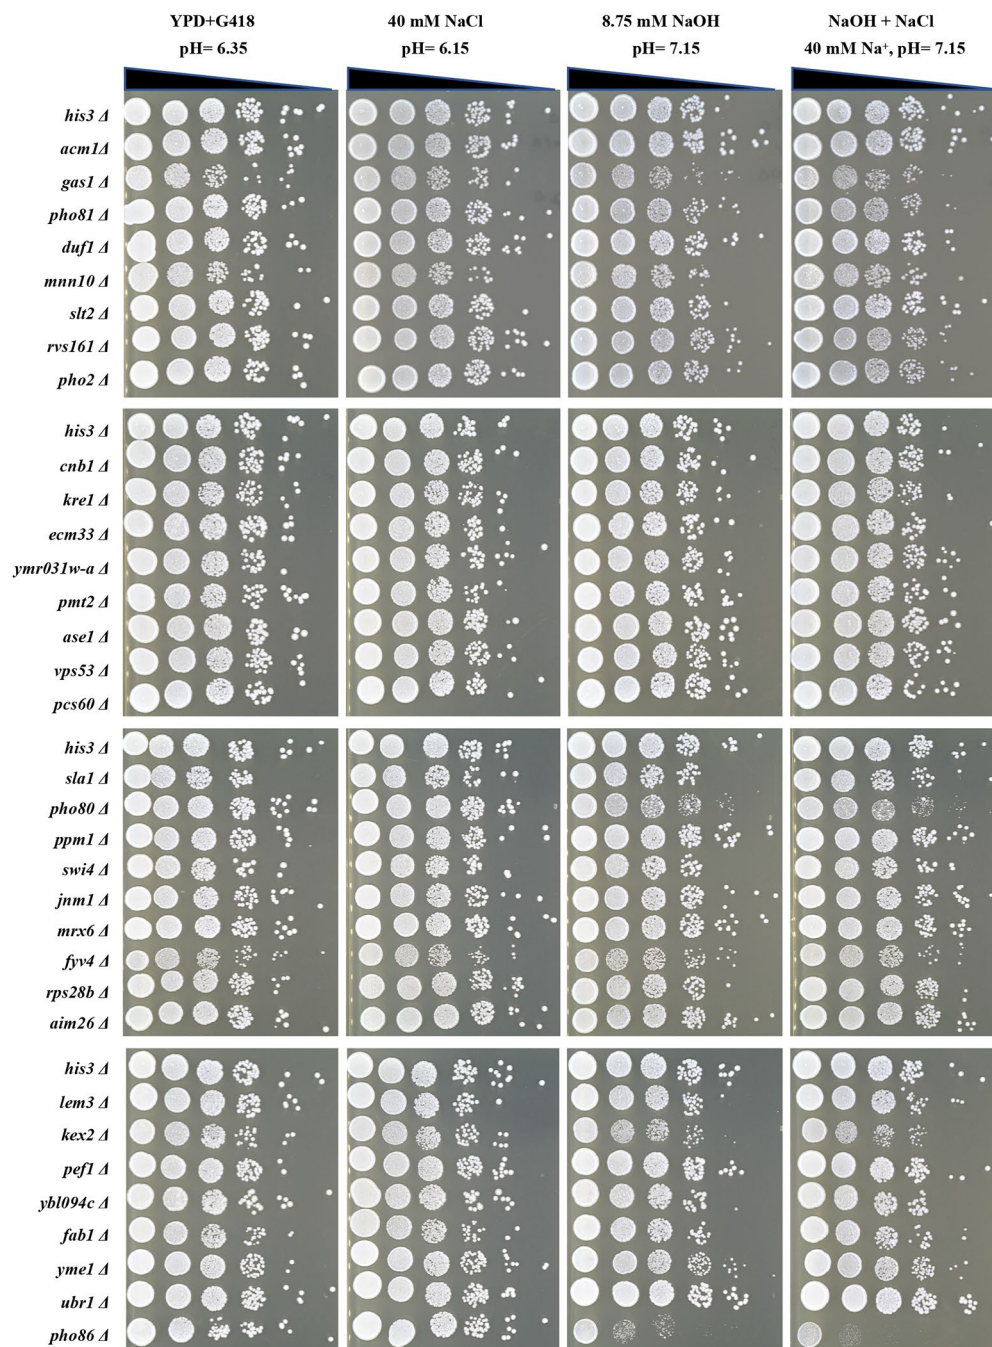 YPD+G418 40 mM NaCl 8.75 mM NaOH NaOH + NaCl
pH= 6.35 pH= 6.15 pH= 7.15 40 mM Na⁺, pH= 7.15
his3 Δ
acm1Δ
gas1 Δ
pho81 Δ
duf1 Δ
mnn10 Δ
slt2 Δ
rvs161 Δ
pho2 Δ
his3 Δ
cnb1 Δ
kre1 Δ
ecm33 Δ
ymr031w-a Δ
pmt2 Δ
ase1 Δ
vps53 Δ
pcs60 Δ
his3 Δ
sla1 Δ
pho80 Δ
ppm1 Δ
swi4 Δ
jnm1 Δ
mrx6 Δ
fyv4 Δ
rps28b Δ
aim26 Δ
his3 Δ
lem3 Δ
kex2 Δ
pef1 Δ
ybl094c Δ
fab1 Δ
yme1 Δ
ubr1 Δ
pho86 Δ